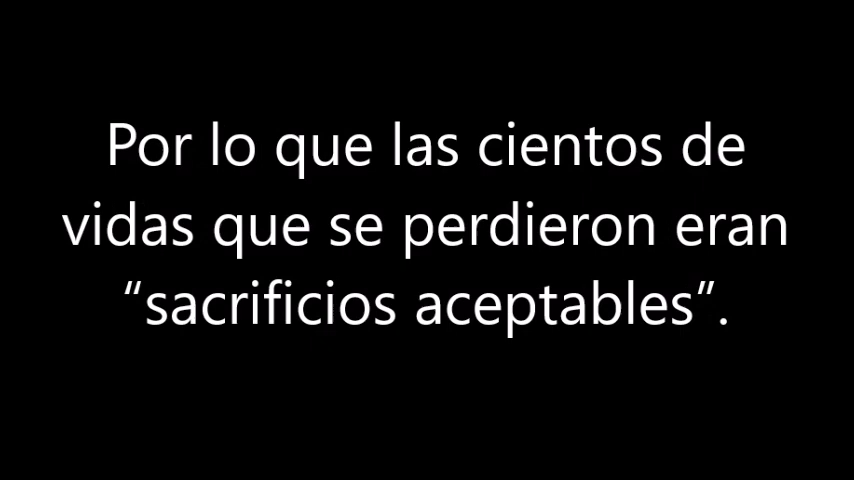 Por lo que las cientos de
vidas que se perdieron eran
“sacrificios aceptables”.